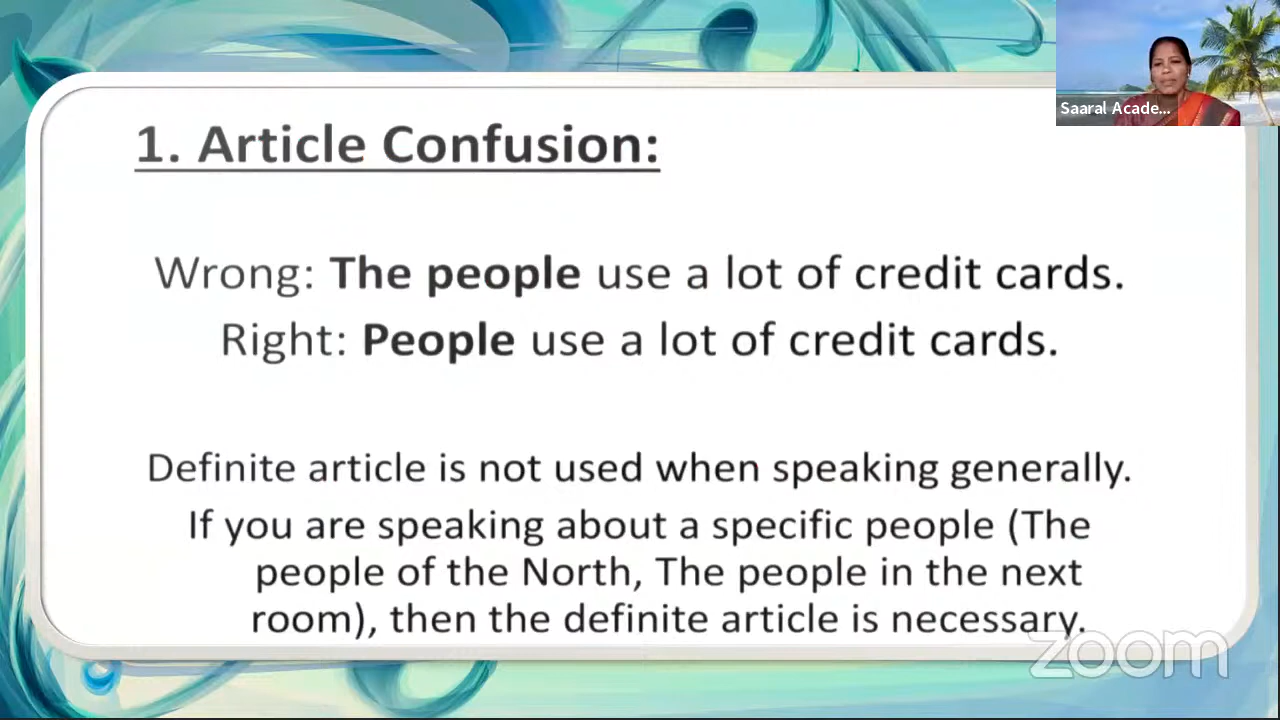 Saaral Acade...
1. Article Confusion:
Wrong: The people use a lot of credit cards.
Right: People use a lot of credit cards.
Definite article is not used when speaking generally.
If you are speaking about a specific people (The
people of the North, The people in the next
room), then the definite article is necessary.
zoom